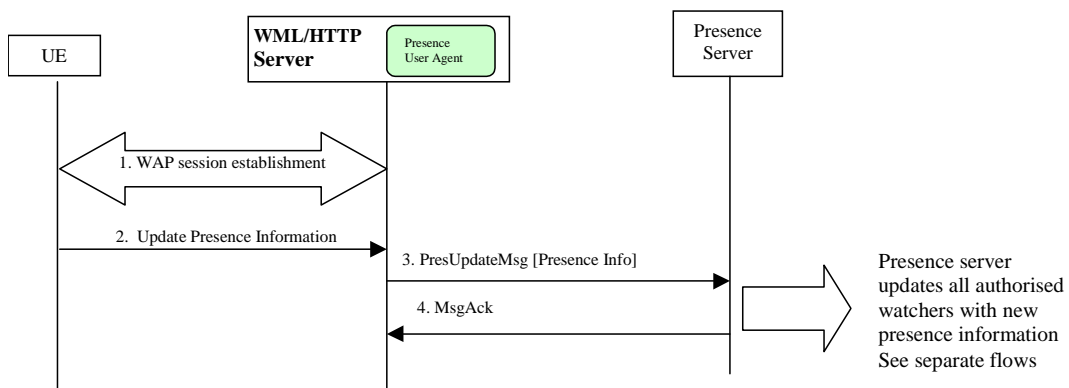 UE
WML/HTTP
Server
Presence
User Agent
Presence
Server
1. WAP session establishment
2. Update Presence Information
3. PresUpdateMsg [Presence Info]
4. MsgAck
Presence server
updates all authorised
watchers with new
presence information
See separate flows